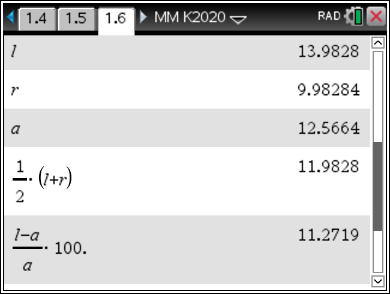 1.4 1.5 1.6 MM K2020 RAD
l 13.9828
r 9.98284
a 12.5664
1/2·(l+r) 11.9828
(l−a)/a·100. 11.2719